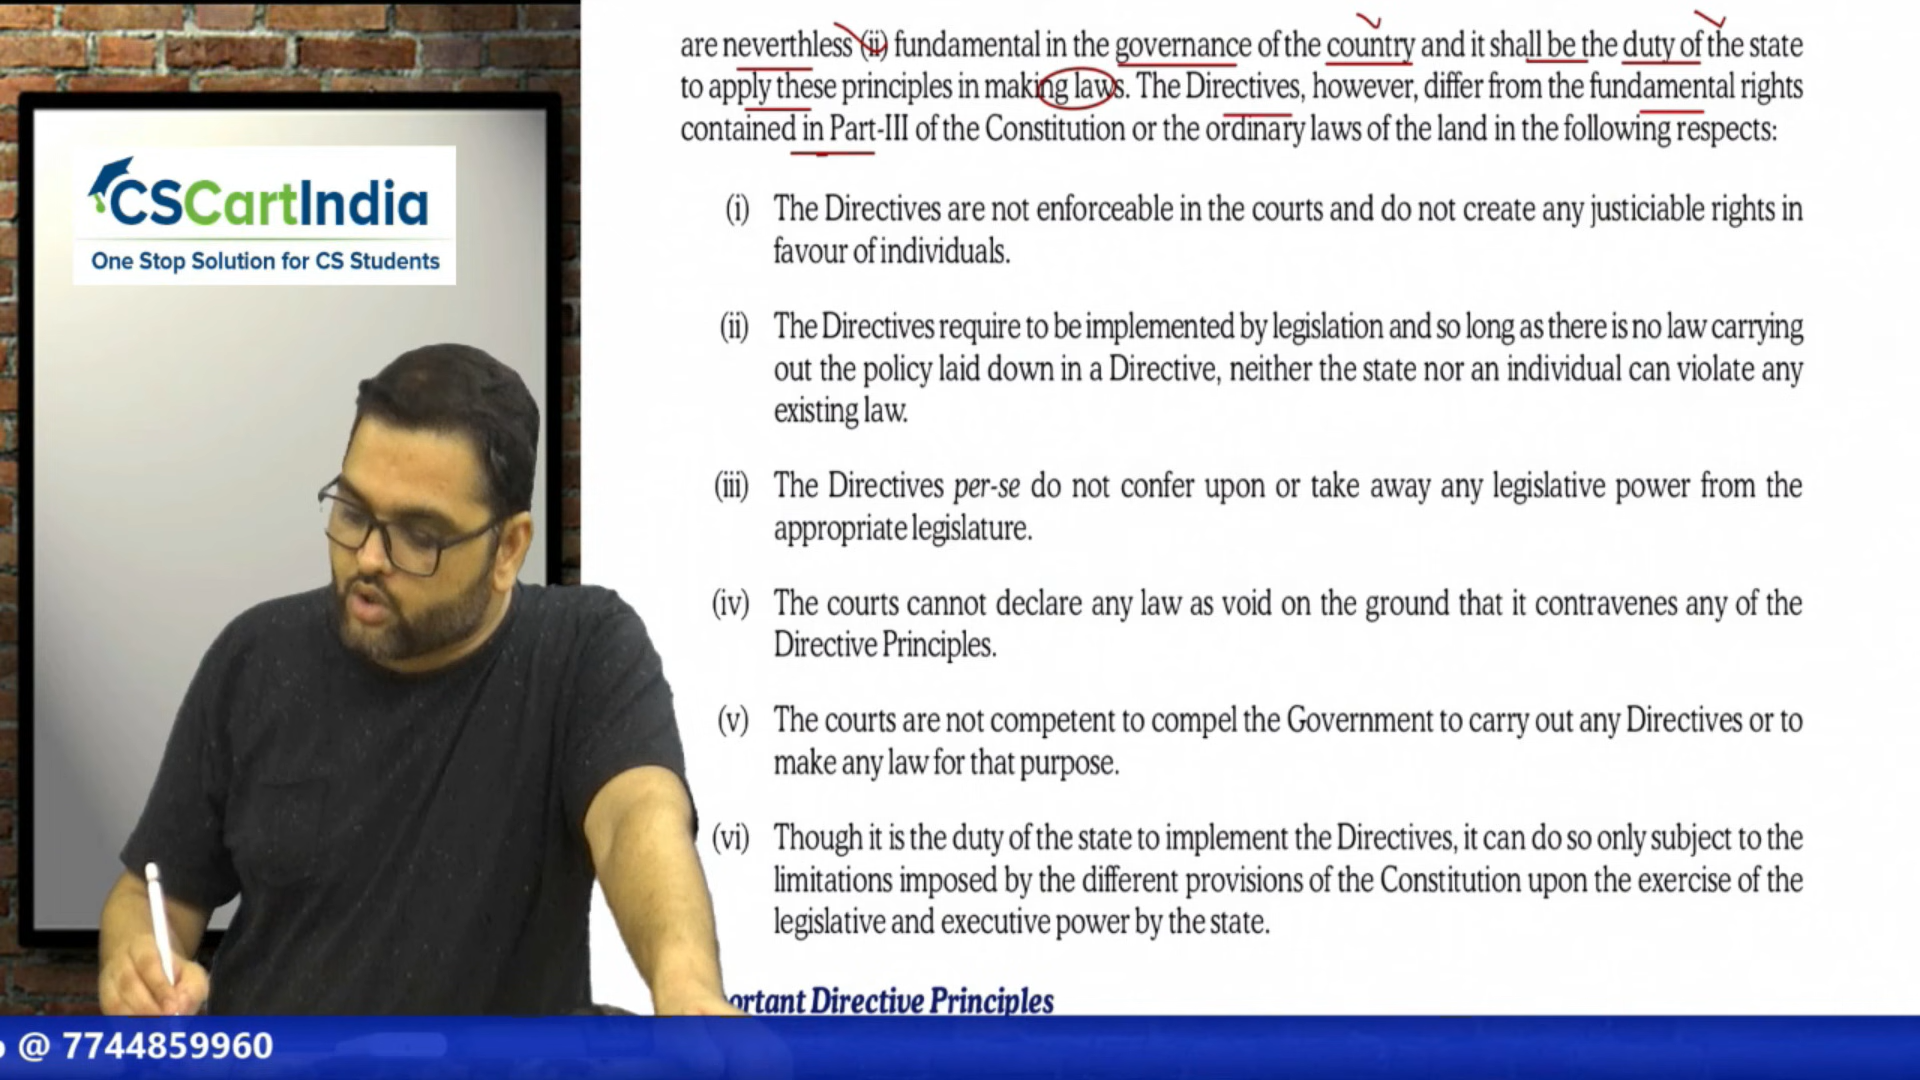 are neverthless (ii) fundamental in the governance of the country and it shall be the duty of the state
to apply these principles in making laws. The Directives, however, differ from the fundamental rights
contained in Part-III of the Constitution or the ordinary laws of the land in the following respects:
CSCartIndia
One Stop Solution for CS Students
(i) The Directives are not enforceable in the courts and do not create any justiciable rights in
favour of individuals.
(ii) The Directives require to be implemented by legislation and so long as there is no law carrying
out the policy laid down in a Directive, neither the state nor an individual can violate any
existing law.
(iii) The Directives per-se do not confer upon or take away any legislative power from the
appropriate legislature.
(iv) The courts cannot declare any law as void on the ground that it contravenes any of the
Directive Principles.
(v) The courts are not competent to compel the Government to carry out any Directives or to
make any law for that purpose.
(vi) Though it is the duty of the state to implement the Directives, it can do so only subject to the
limitations imposed by the different provisions of the Constitution upon the exercise of the
legislative and executive power by the state.
Directive Principles
@ 7744859960